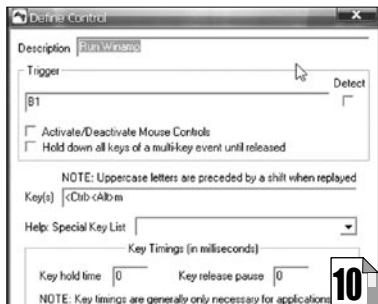 Define Control
Description Run Winamp
Trigger
Detect
B1
Activate/Deactivate Mouse Controls
Hold down all keys of a multi-key event until released
NOTE: Uppercase letters are preceded by a shift when replayed
Key(s) <Ctrl><Alt>m
Help: Special Key List
Key Timings (in miliseconds)
Key hold time 0 Key release pause 0
NOTE: Key timings are generally only necessary for applications
10